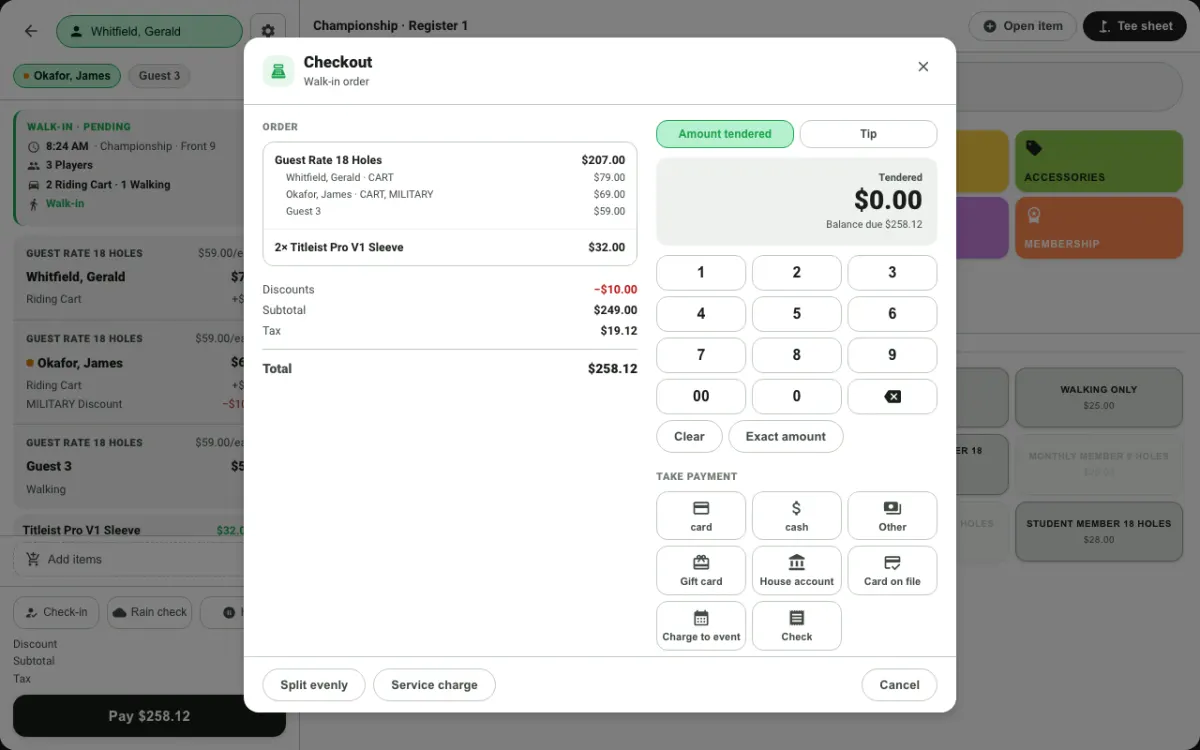 Whitfield, Gerald
Championship · Register 1
Open item
Tee sheet
Okafor, James
Guest 3
WALK-IN · PENDING
8:24 AM · Championship · Front 9
3 Players
2 Riding Cart · 1 Walking
Walk-in
GUEST RATE 18 HOLES $59.00/e
Whitfield, Gerald $7
Riding Cart +$
GUEST RATE 18 HOLES $59.00/e
Okafor, James $6
Riding Cart +$
MILITARY Discount −$10
GUEST RATE 18 HOLES $59.00/e
Guest 3 $5
Walking
Titleist Pro V1 Sleeve $32.0
Add items
Check-in
Rain check
Discount
Subtotal
Tax
Pay $258.12
Checkout
Walk-in order
ORDER
Guest Rate 18 Holes $207.00
Whitfield, Gerald · CART $79.00
Okafor, James · CART, MILITARY $69.00
Guest 3 $59.00
2× Titleist Pro V1 Sleeve $32.00
Discounts −$10.00
Subtotal $249.00
Tax $19.12
Total $258.12
Amount tendered
Tip
Tendered
$0.00
Balance due $258.12
1 2 3
4 5 6
7 8 9
00 0
Clear
Exact amount
TAKE PAYMENT
card
cash
Other
Gift card
House account
Card on file
Charge to event
Check
Split evenly
Service charge
Cancel
ACCESSORIES
MEMBERSHIP
WALKING ONLY
$25.00
ER 18
MONTHLY MEMBER 9 HOLES
HOLES
STUDENT MEMBER 18 HOLES
$28.00